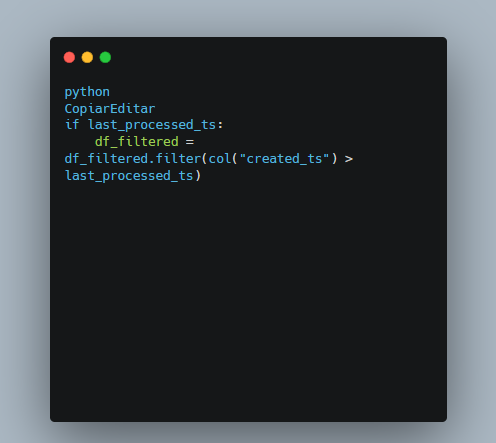 python
CopiarEditar
if last_processed_ts:
    df_filtered =
df_filtered.filter(col("created_ts") >
last_processed_ts)